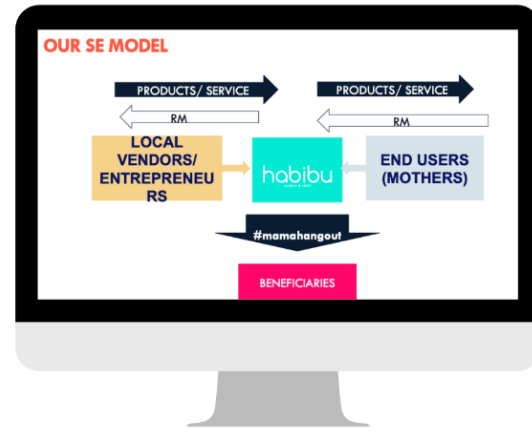 OUR SE MODEL
PRODUCTS/ SERVICE
PRODUCTS/ SERVICE
RM
RM
LOCAL
VENDORS/
ENTREPRENEU
RS
habibu
END USERS
(MOTHERS)
#mamahangout
BENEFICIARIES